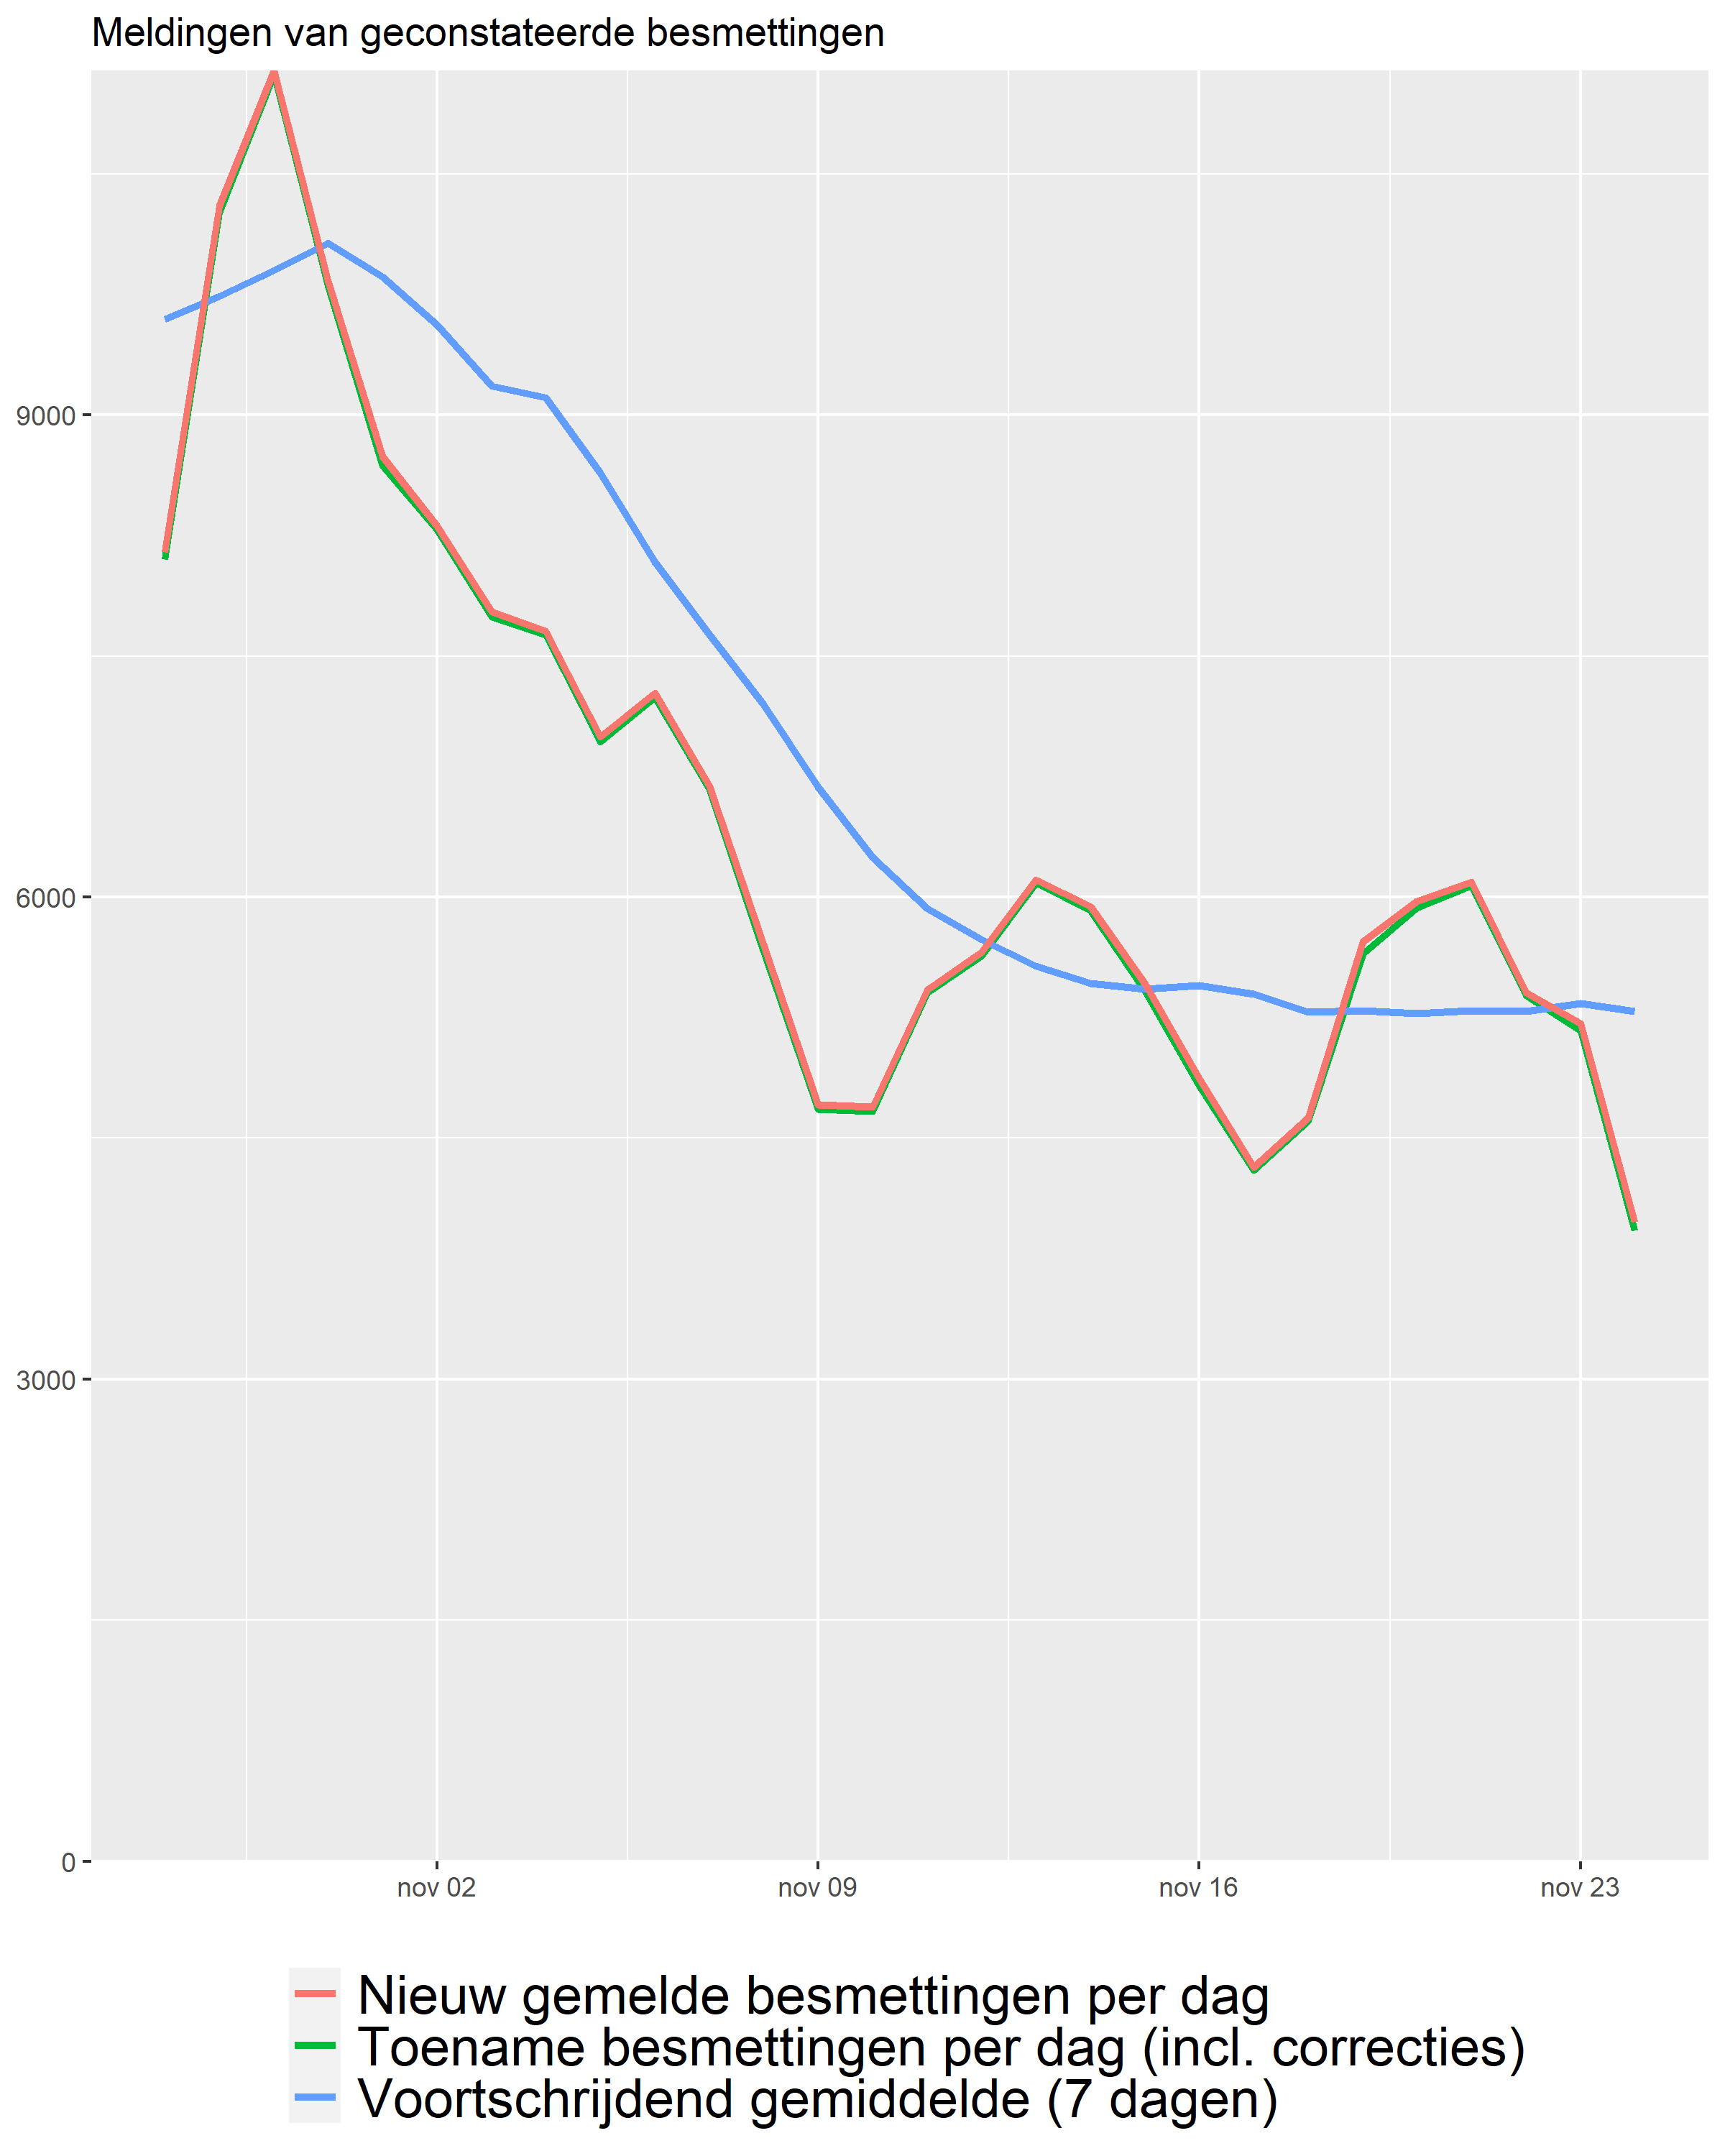 Meldingen van geconstateerde besmettingen
9000
6000
3000
0
nov 02
nov 09
nov 16
nov 23
Nieuw gemelde besmettingen per dag
Toename besmettingen per dag (incl. correcties)
Voortschrijdend gemiddelde (7 dagen)